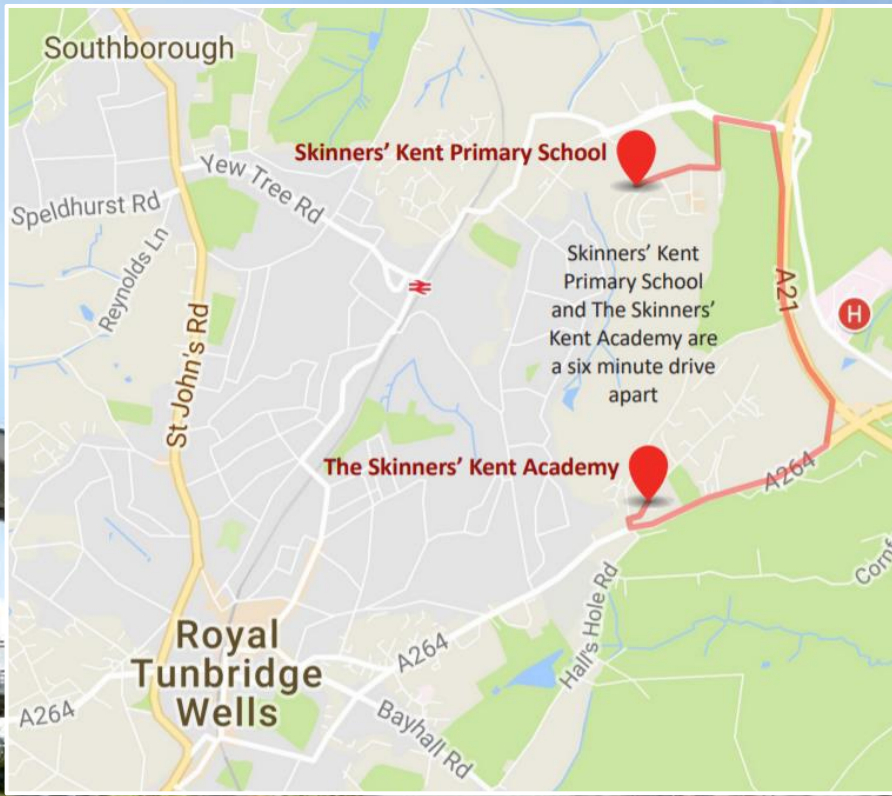 Southborough
Skinners' Kent Primary School
Yew Tree Rd
Speldhurst Rd
Reynolds Ln
Skinners' Kent
Primary School
and The Skinners'
Kent Academy are
a six minute drive
apart
A21
H
St John's Rd
The Skinners' Kent Academy
A264
Hall's Hole Rd
Royal
Tunbridge
Wells
A264
A264
Bayhall Rd